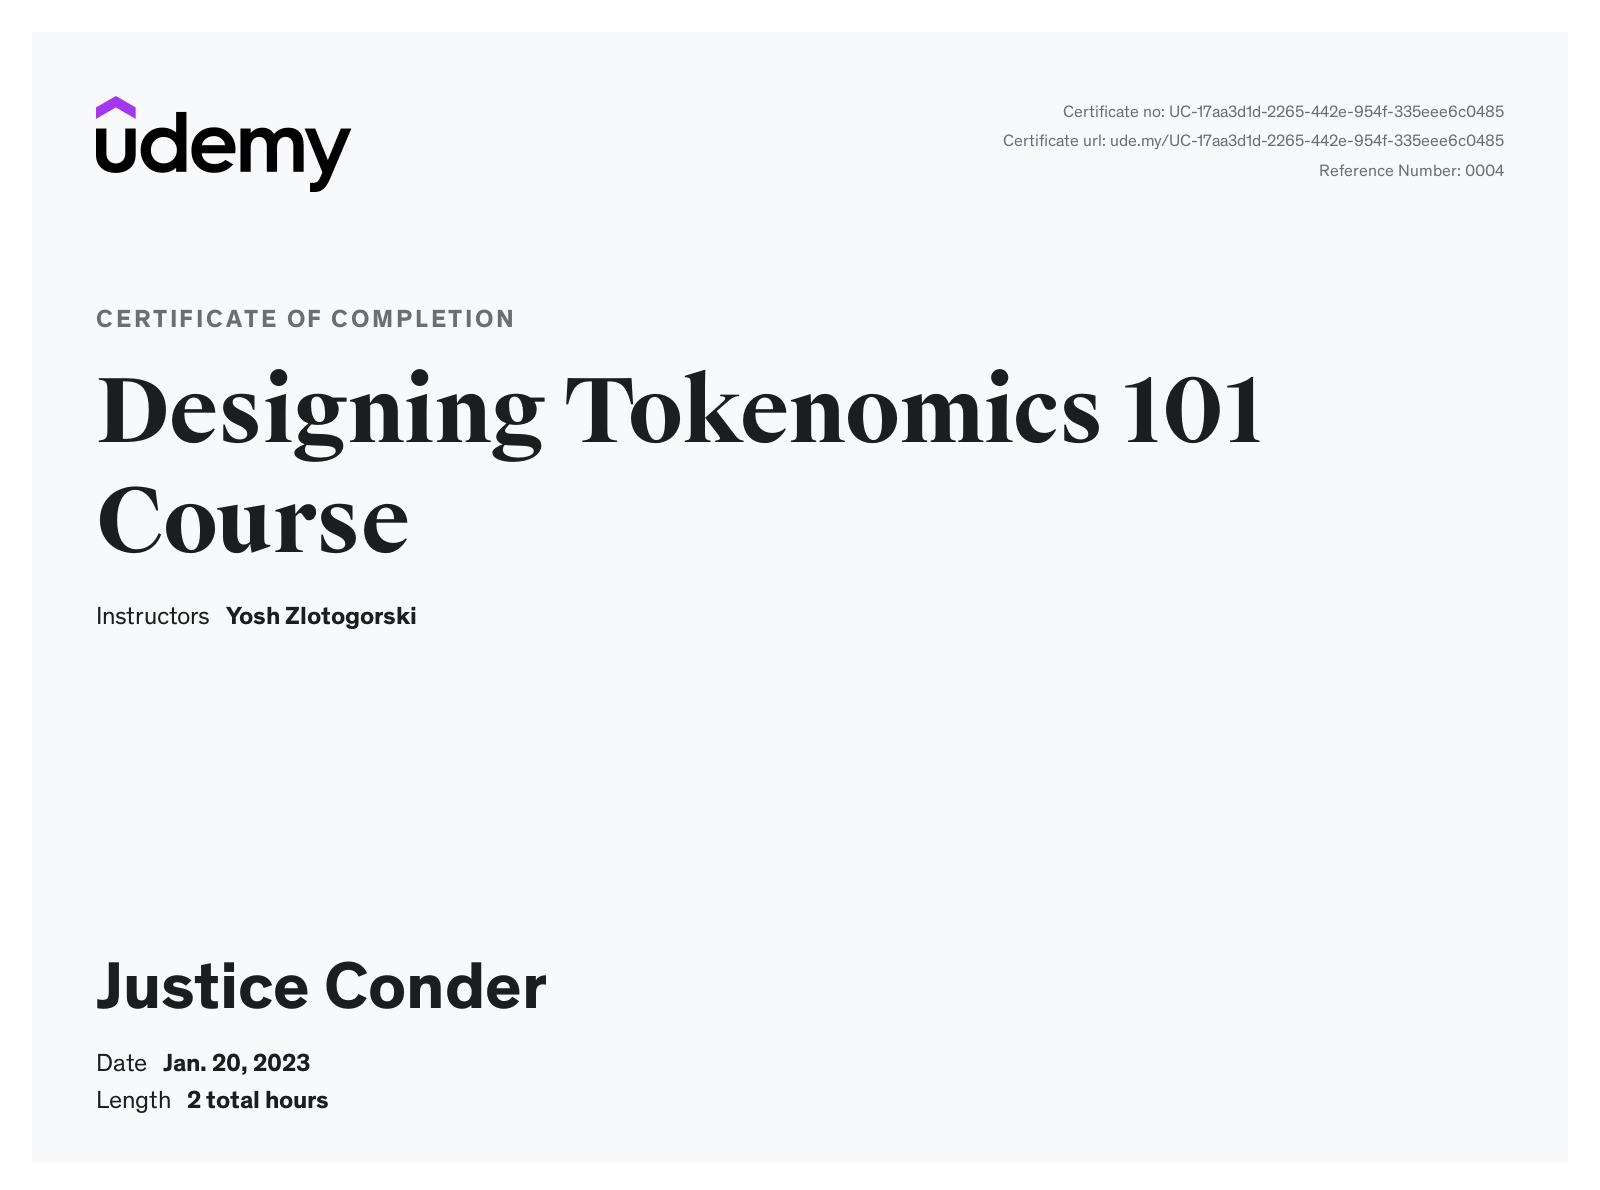 udemy
Certificate no: UC-17aa3d1d-2265-442e-954f-335eee6c0485
Certificate url: ude.my/UC-17aa3d1d-2265-442e-954f-335eee6c0485
Reference Number: 0004
CERTIFICATE OF COMPLETION
Designing Tokenomics 101
Course
Instructors Yosh Zlotogorski
Justice Conder
Date Jan. 20, 2023
Length 2 total hours